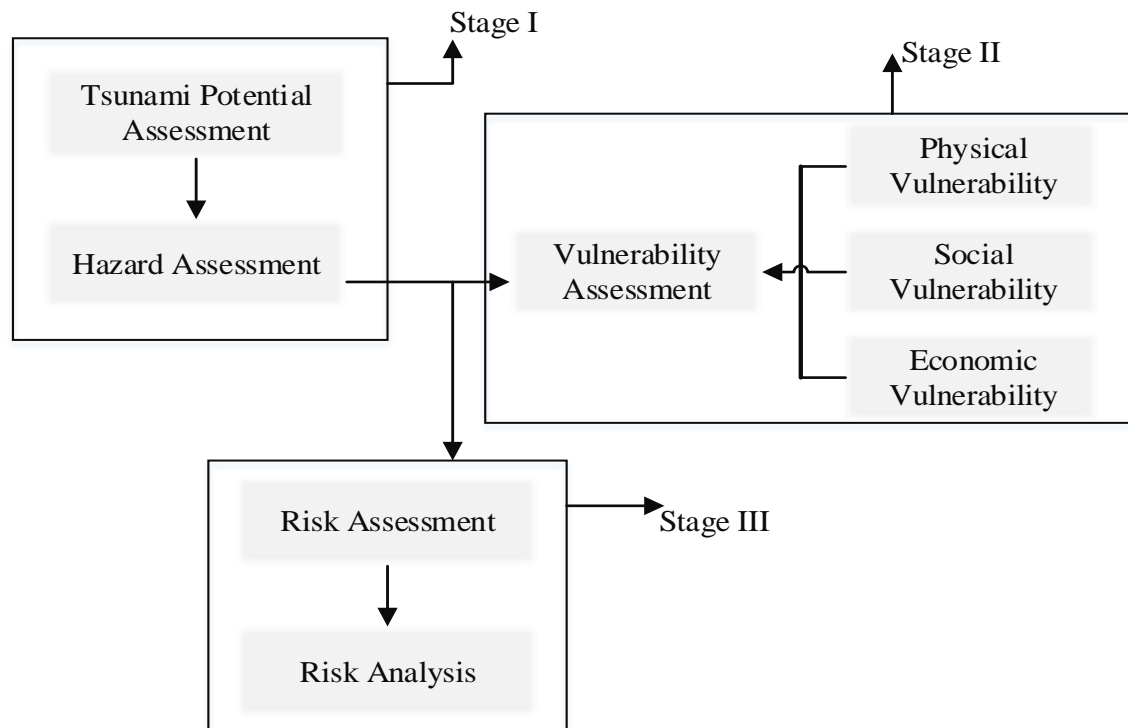 Stage I
Tsunami Potential
Assessment
Hazard Assessment
Stage II
Physical
Vulnerability
Vulnerability
Assessment
Social
Vulnerability
Economic
Vulnerability
Risk Assessment
Stage III
Risk Analysis